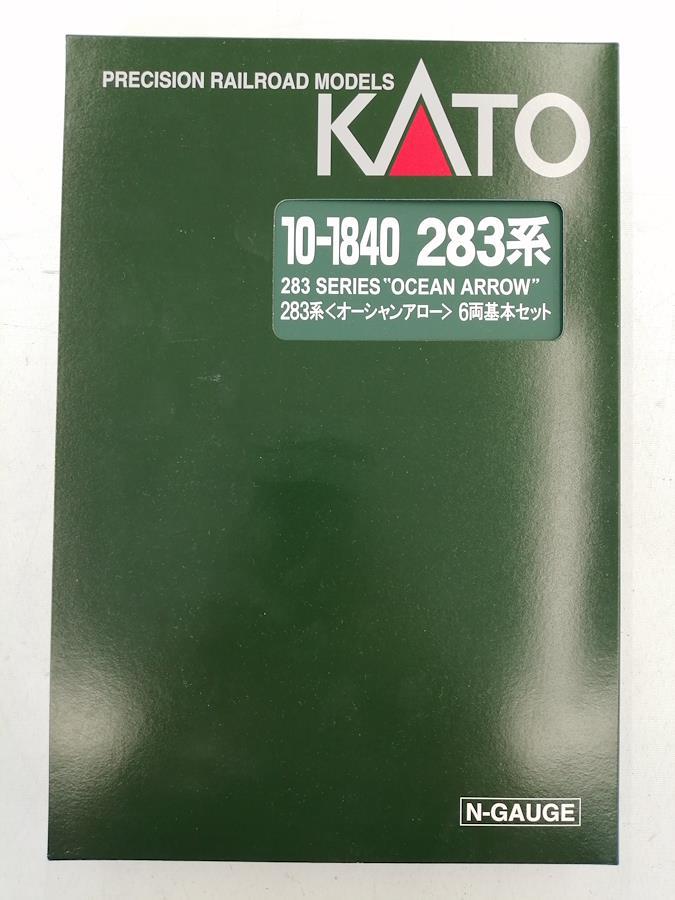 PRECISION RAILROAD MODELS
KATO
10-1840 283系
283 SERIES "OCEAN ARROW"
283系<オーシャンアロー> 6両基本セット
N-GAUGE